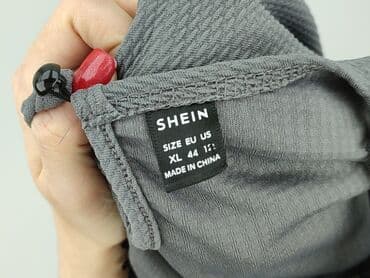 SHEIN
SIZE EU US
XL 44 12
MADE IN CHINA